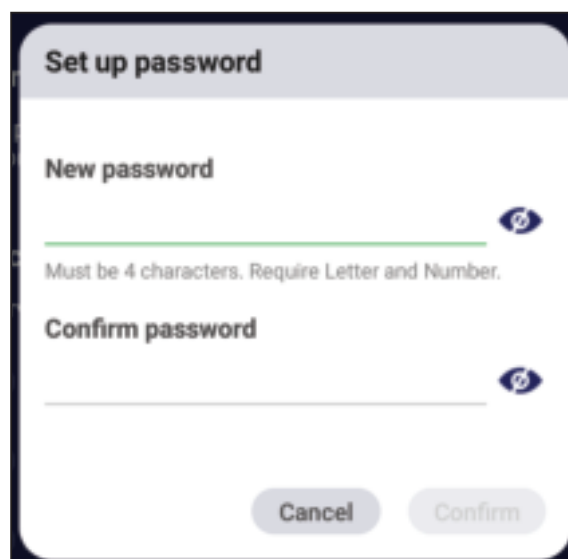 Set up password
New password
Must be 4 characters. Require Letter and Number.
Confirm password
Cancel
Confirm